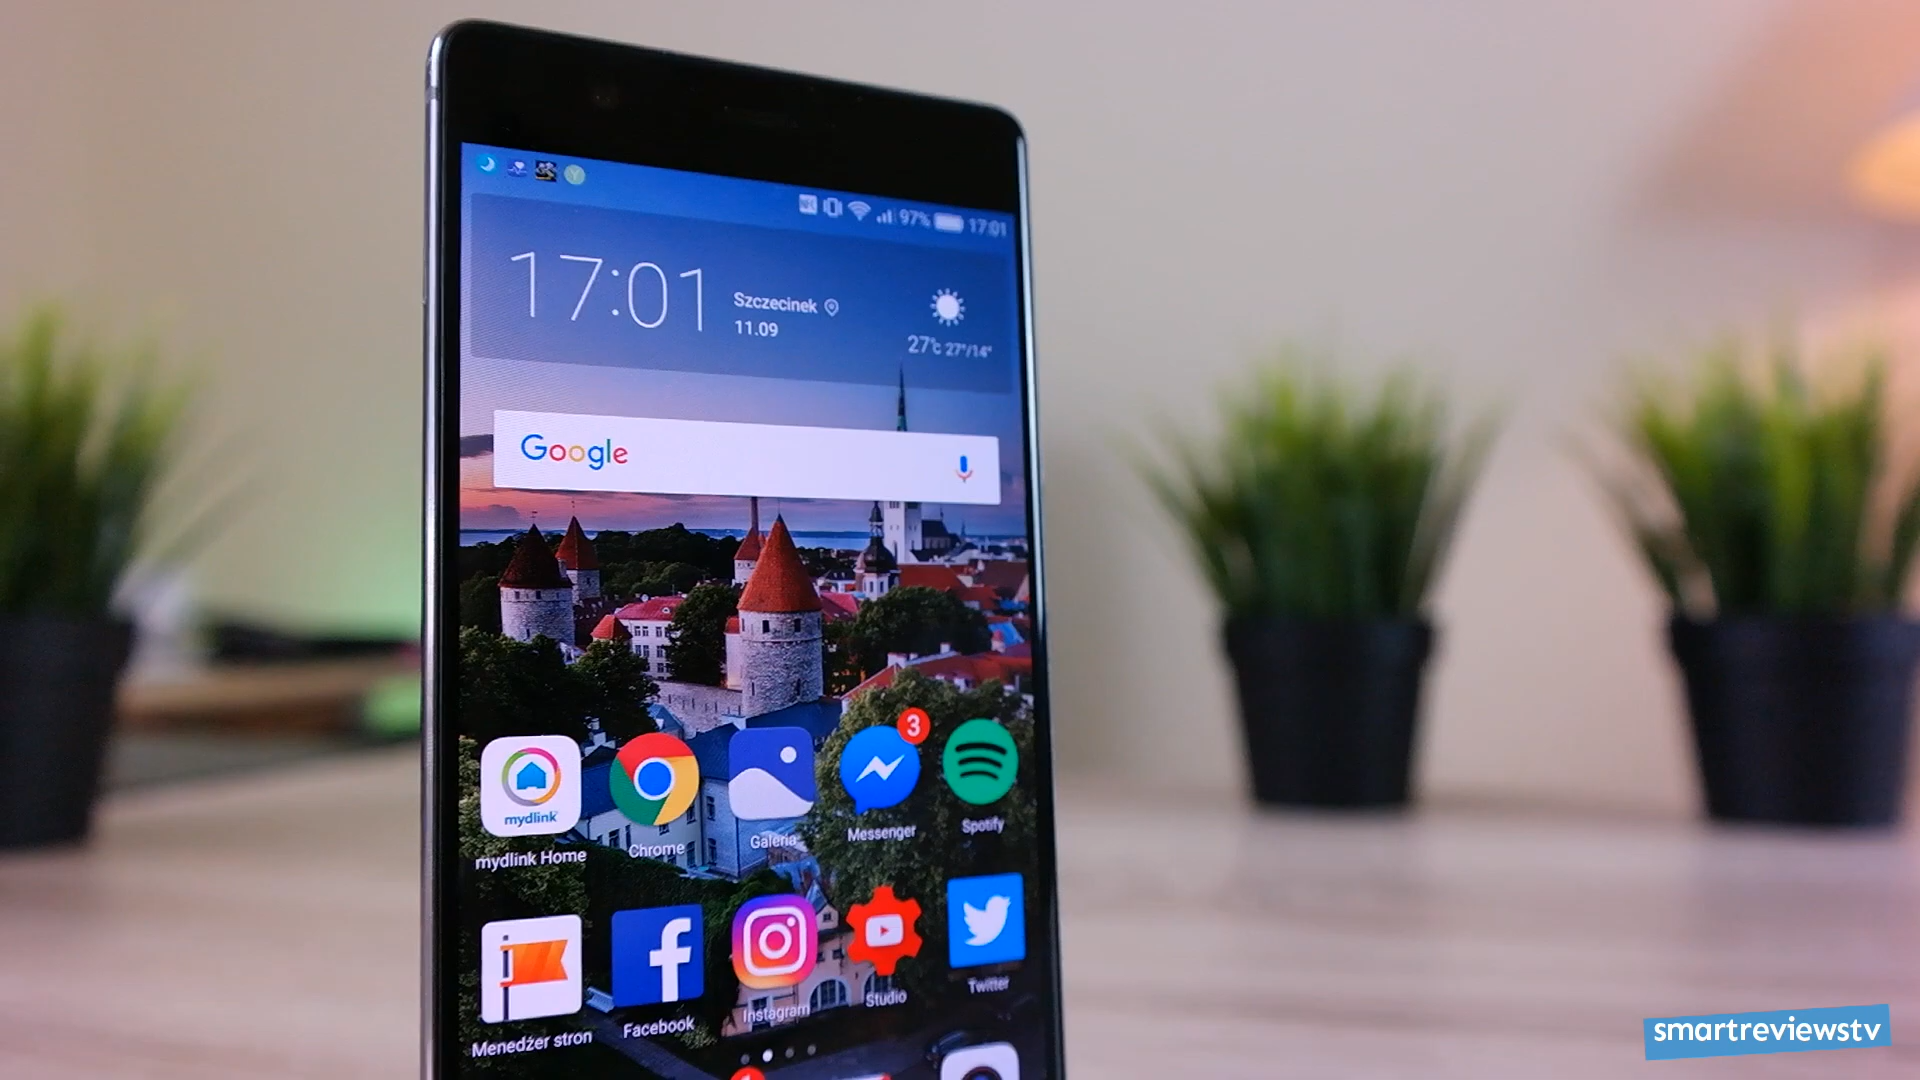 NFC 97% 17:01
17:01
Szczecinek
11.09
27°C 27°/14°
Google
mydlink
3
mydlink Home
Chrome
Galeria
Messenger
Spotify
Menedżer stron
Facebook
Instagram
Studio
Twitter
smartreviewstv